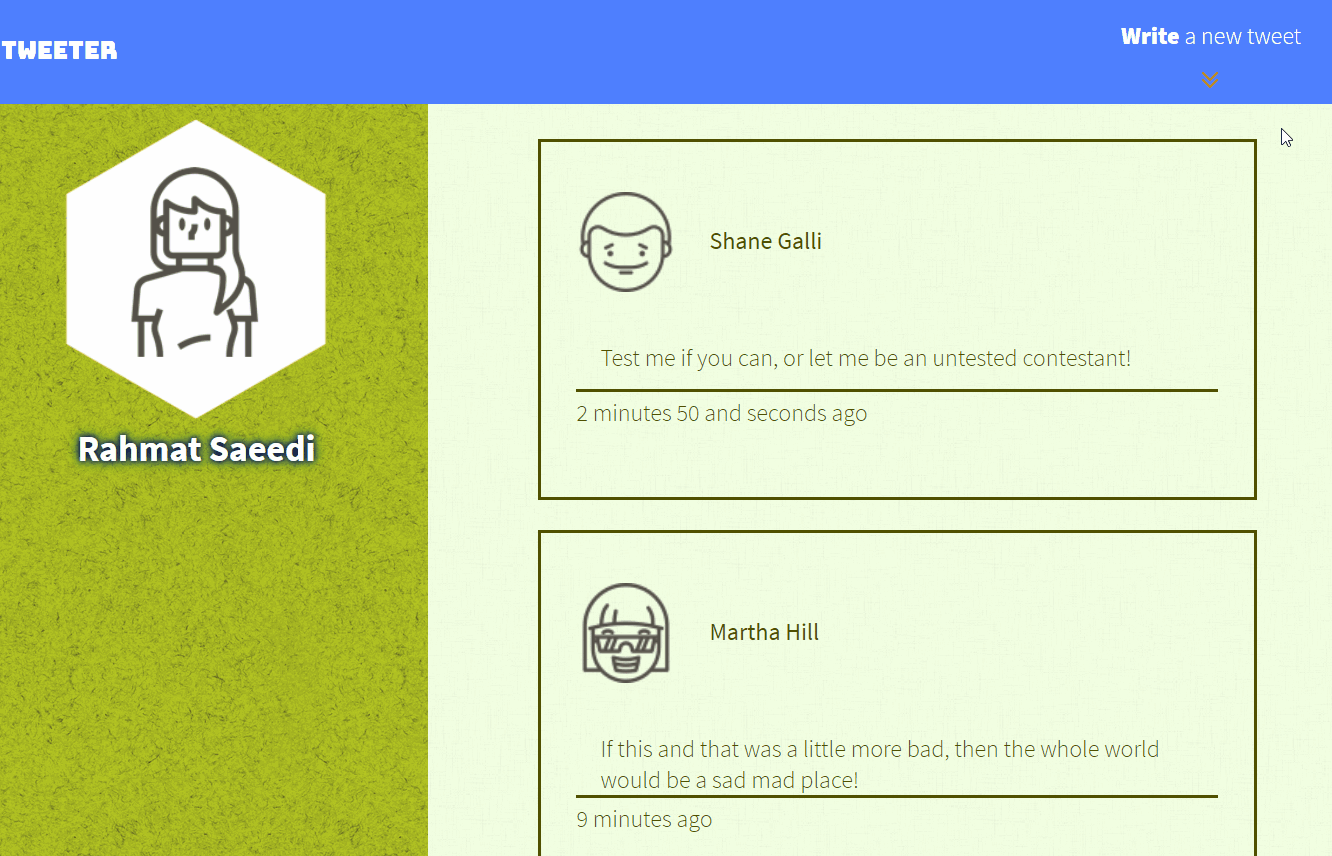 TWEETER
Write a new tweet
Rahmat Saeedi
Shane Galli
Test me if you can, or let me be an untested contestant!
2 minutes 50 and seconds ago
Martha Hill
If this and that was a little more bad, then the whole world
would be a sad mad place!
9 minutes ago